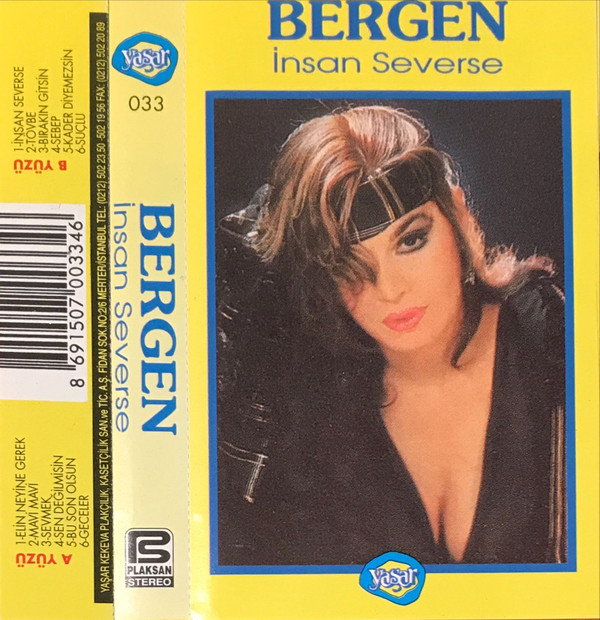 BERGEN
İnsan Severse
yaşar
yaşar
033
BERGEN
İnsan Severse
PLAKSAN
STEREO
YAŞAR KEKEVA PLAKÇILIK, KASETÇİLİK SAN.ve TİC. A.Ş. FİDAN SOK.NO:2/6 MERTER/İSTANBUL TEL: (0212) 502 23 50 -502 19 56 FAX: (0212) 502 20 89
A YÜZÜ
1-ELİN NEYİNE GEREK
2-MAVİ MAVİ
3-SEVMEK
4-SEN DEĞİLMİSİN
5-BU SON OLSUN
6-GECELER
8 691507 003346
B YÜZÜ
1-İNSAN SEVERSE
2-TÖVBE
3-BIRAKIN GİTSİN
4-SEBEP
5-KADER DİYEMEZSİN
6-SUÇLU